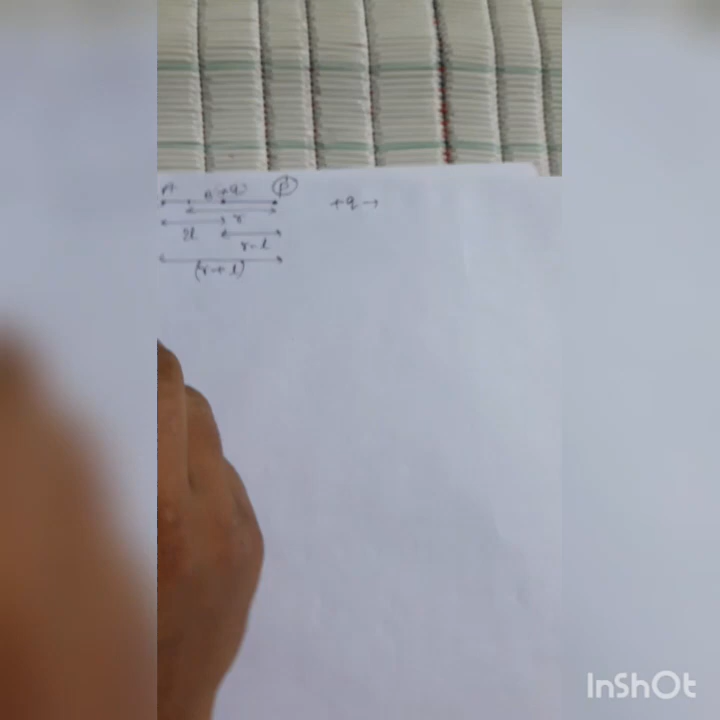 A B +q P +q →
r
2l
r-l
(r+l)
InShOt